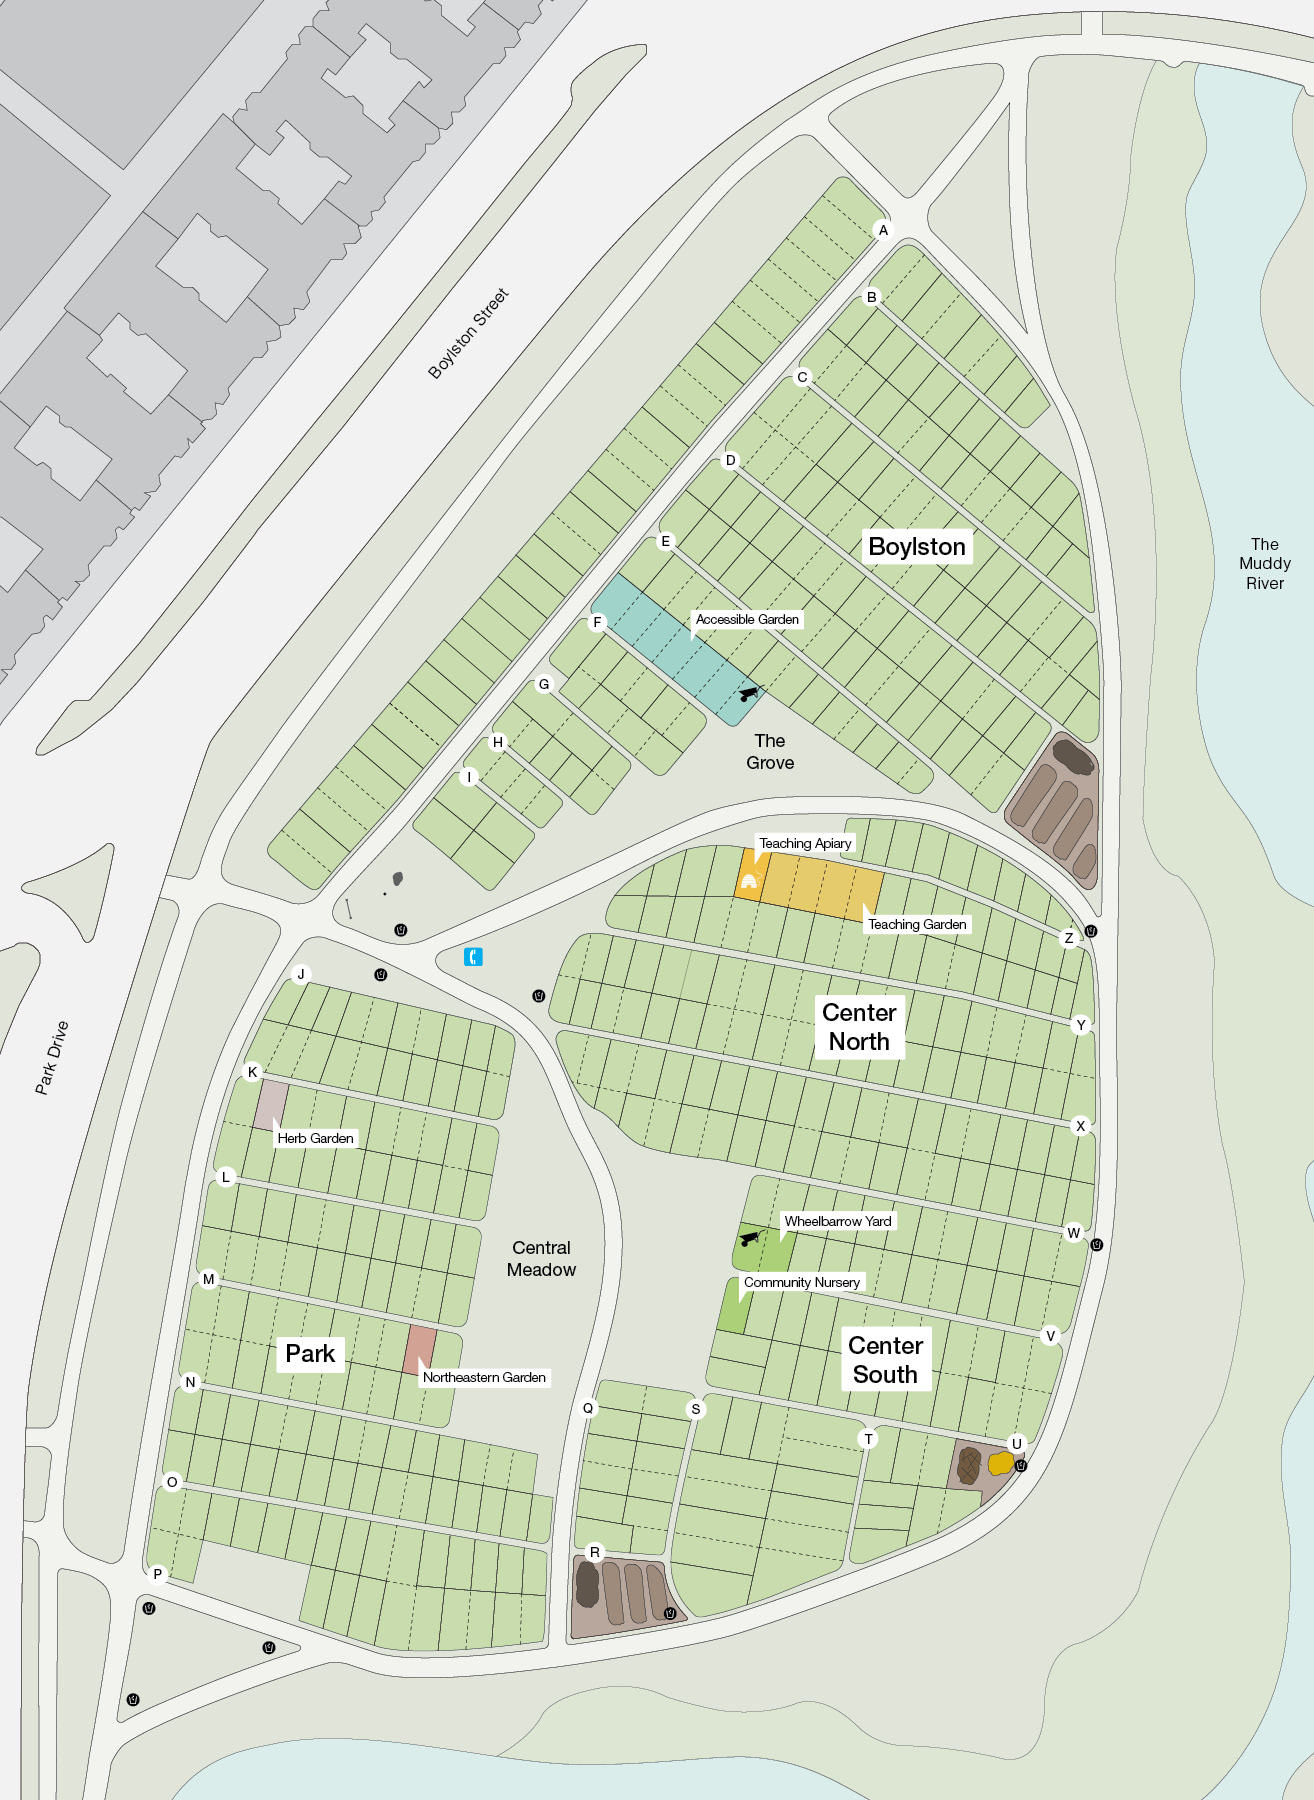 A
B
C
Boylston Street
D
E
Boylston
The
Muddy
River
Accessible Garden
F
G
H
The
Grove
I
Teaching Apiary
Teaching Garden
Z
J
Center
North
Y
Park Drive
K
X
Herb Garden
L
Wheelbarrow Yard
W
Central
Meadow
M
Community Nursery
V
Park
Center
South
Northeastern Garden
N
Q
S
T
U
O
R
P